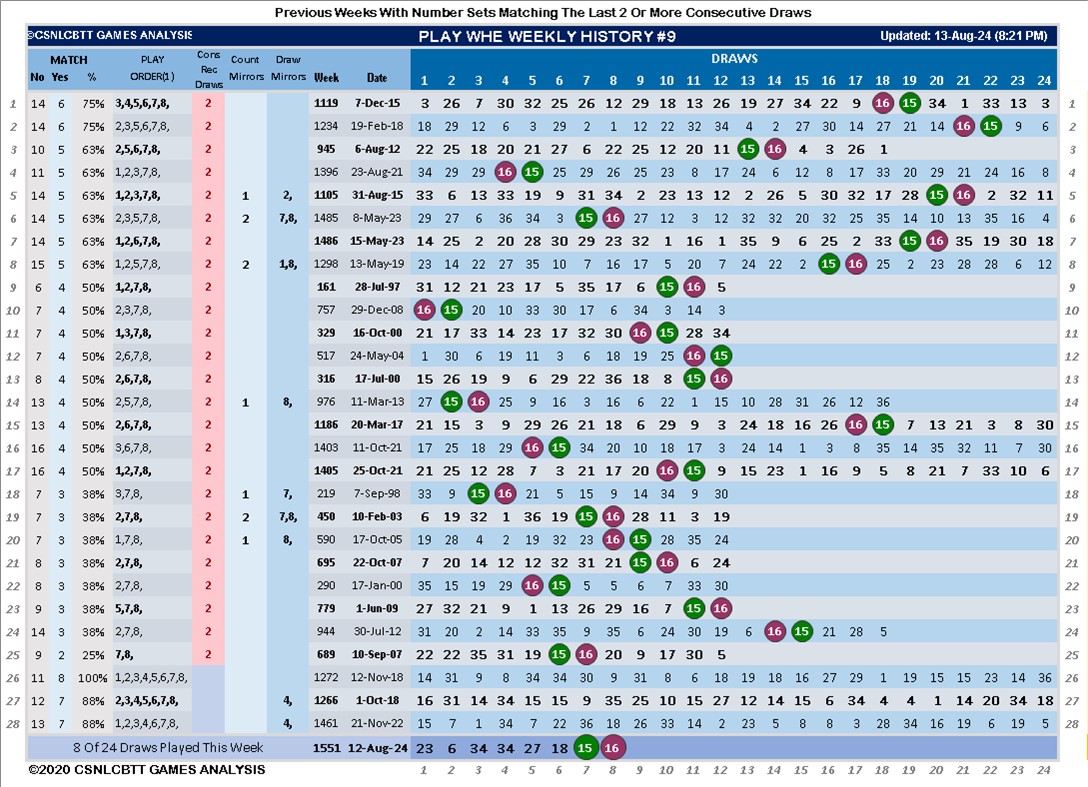 Previous Weeks With Number Sets Matching The Last 2 Or More Consecutive Draws
©CSNLCBTT GAMES ANALYSIS PLAY WHE WEEKLY HISTORY #9 Updated: 13-Aug-24 (8:21 PM)
MATCH PLAY Cons Count Draw DRAWS
No Yes % ORDER(1) Rec Draws Mirrors Mirrors Week Date 1 2 3 4 5 6 7 8 9 10 11 12 13 14 15 16 17 18 19 20 21 22 23 24
1 14 6 75% 3,4,5,6,7,8, 2 1119 7-Dec-15 3 26 7 30 32 25 26 12 29 18 13 26 19 27 34 22 9 16 15 34 1 33 13 3 1
2 14 6 75% 2,3,5,6,7,8, 2 1234 19-Feb-18 18 29 12 6 3 29 2 1 12 22 32 34 4 2 27 30 14 27 21 14 16 15 9 6 2
3 10 5 63% 2,5,6,7,8, 2 945 6-Aug-12 22 25 18 20 21 27 6 22 25 12 20 11 15 16 4 3 26 1 3
4 11 5 63% 1,2,3,7,8, 2 1396 23-Aug-21 34 29 29 16 15 25 29 26 25 23 8 17 24 6 12 8 17 33 20 29 21 24 16 8 4
5 14 5 63% 1,2,3,7,8, 2 1 2, 1105 31-Aug-15 33 6 13 33 19 9 31 34 2 23 13 12 2 26 5 30 32 17 28 15 16 2 32 11 5
6 14 5 63% 2,3,5,7,8, 2 2 7,8, 1485 8-May-23 29 27 6 36 34 3 15 16 27 12 3 12 32 32 20 32 25 35 14 10 13 35 16 4 6
7 14 5 63% 1,2,6,7,8, 2 1486 15-May-23 14 25 2 20 28 30 29 23 32 1 16 1 35 9 6 25 2 33 15 16 35 19 30 18 7
8 15 5 63% 1,2,5,7,8, 2 2 1,8, 1298 13-May-19 23 14 22 27 35 10 7 16 17 5 20 7 24 22 2 15 16 25 2 23 28 28 6 12 8
9 6 4 50% 1,2,7,8, 2 161 28-Jul-97 31 12 21 23 17 5 35 17 6 15 16 5 9
10 7 4 50% 2,3,7,8, 2 757 29-Dec-08 16 15 20 10 33 30 17 6 34 3 14 3 10
11 7 4 50% 1,3,7,8, 2 329 16-Oct-00 21 17 33 14 23 17 32 30 16 15 28 34 11
12 7 4 50% 2,6,7,8, 2 517 24-May-04 1 30 6 19 11 3 6 18 19 25 16 15 12
13 8 4 50% 2,6,7,8, 2 316 17-Jul-00 15 26 19 9 6 29 22 36 18 8 15 16 13
14 13 4 50% 2,5,7,8, 2 1 8, 976 11-Mar-13 27 15 16 25 9 16 3 16 6 22 1 15 10 28 31 26 12 36 14
15 13 4 50% 2,6,7,8, 2 1186 20-Mar-17 21 15 3 9 29 26 21 18 6 29 9 3 24 18 16 26 16 15 7 13 21 3 8 30 15
16 16 4 50% 3,6,7,8, 2 1403 11-Oct-21 17 25 18 29 16 15 34 20 10 18 17 3 24 14 1 3 8 35 14 35 32 11 7 30 16
17 16 4 50% 1,2,7,8, 2 1405 25-Oct-21 21 25 12 28 7 3 21 17 20 16 15 9 15 23 1 16 9 5 8 21 7 33 10 6 17
18 7 3 38% 3,7,8, 2 1 7, 219 7-Sep-98 33 9 15 16 21 5 15 9 14 34 9 30 18
19 7 3 38% 2,7,8, 2 2 7,8, 450 10-Feb-03 6 19 32 1 36 19 15 16 28 11 3 19 19
20 7 3 38% 1,7,8, 2 1 8, 590 17-Oct-05 19 28 4 2 19 32 23 16 15 28 35 24 20
21 8 3 38% 2,7,8, 2 695 22-Oct-07 7 20 14 12 12 32 31 21 15 16 6 24 21
22 8 3 38% 2,7,8, 2 290 17-Jan-00 35 15 19 29 16 15 5 5 6 7 33 30 22
23 9 3 38% 5,7,8, 2 779 1-Jun-09 27 32 21 9 1 13 26 29 16 7 15 16 23
24 14 3 38% 2,7,8, 2 944 30-Jul-12 31 20 2 14 33 35 9 35 6 24 30 19 6 16 15 21 28 5 24
25 9 2 25% 7,8, 2 689 10-Sep-07 22 22 35 31 19 15 16 20 9 17 30 5 25
26 11 8 100% 1,2,3,4,5,6,7,8, 1272 12-Nov-18 14 31 9 8 34 34 30 9 31 8 6 18 19 18 16 27 29 1 19 15 15 23 14 36 26
27 12 7 88% 2,3,4,5,6,7,8, 4, 1266 1-Oct-18 16 31 14 34 15 15 9 35 25 10 15 27 12 14 15 6 34 4 4 1 14 20 34 18 27
28 13 7 88% 1,2,3,4,6,7,8, 4, 1461 21-Nov-22 15 7 1 34 7 22 36 18 26 33 14 2 23 5 8 8 3 28 34 16 19 6 19 5 28
8 Of 24 Draws Played This Week 1551 12-Aug-24 23 6 34 34 27 18 15 16
©2020 CSNLCBTT GAMES ANALYSIS 1 2 3 4 5 6 7 8 9 10 11 12 13 14 15 16 17 18 19 20 21 22 23 24